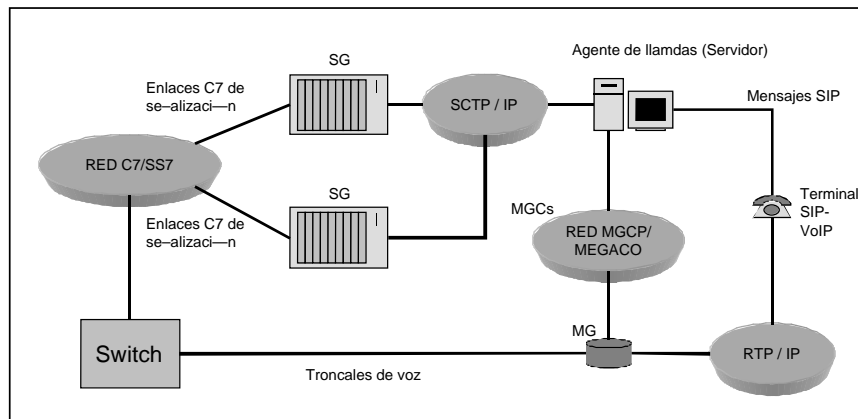 Agente de llamdas (Servidor)
SG
Enlaces C7 de
se–alizaci—n
SCTP / IP
Mensajes SIP
RED C7/SS7
SG
Terminal
SIP-
VoIP
MGCs
Enlaces C7 de
se–alizaci—n
RED MGCP/
MEGACO
MG
Switch
RTP / IP
Troncales de voz